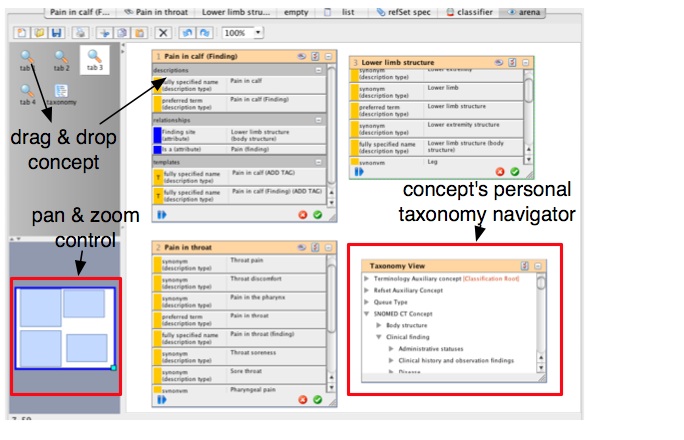 Pain in calf (F... Pain in throat Lower limb stru... empty list refSet spec classifier arena
100%
tab 1 tab 2 tab 3
tab 4 taxonomy
drag & drop
concept
pan & zoom
control
1 Pain in calf (Finding)
descriptions
fully specified name
(description type)
Pain in calf
preferred term
(description type)
Pain in calf (Finding)
relationships
Finding site
(attribute)
Lower limb structure
(body structure)
Is a (attribute) Pain (finding)
templates
T fully specified name
(description type)
Pain in calf (ADD TAG)
T fully specified name
(description type)
Pain in calf (Finding) (ADD TAG)
3 Lower limb structure
synonym
(description type)
Lower extremity
synonym
(description type)
Lower limb
preferred term
(description type)
Lower limb structure
synonym
(description type)
Lower extremity structure
fully specified name
(description type)
Lower limb structure (body
structure)
synonym Leg
concept's personal
taxonomy navigator
2 Pain in throat
synonym
(description type)
Throat pain
synonym
(description type)
Throat discomfort
synonym
(description type)
Pain in the pharynx
preferred term
(description type)
Pain in throat
fully specified name
(description type)
Pain in throat (finding)
synonym
(description type)
Throat soreness
synonym
(description type)
Sore throat
synonym Pharyngeal pain
Taxonomy View
Terminology Auxiliary concept [Classification Root]
Refset Auxiliary Concept
Queue Type
SNOMED CT Concept
Body structure
Clinical finding
Administrative statuses
Clinical history and observation findings
Disease